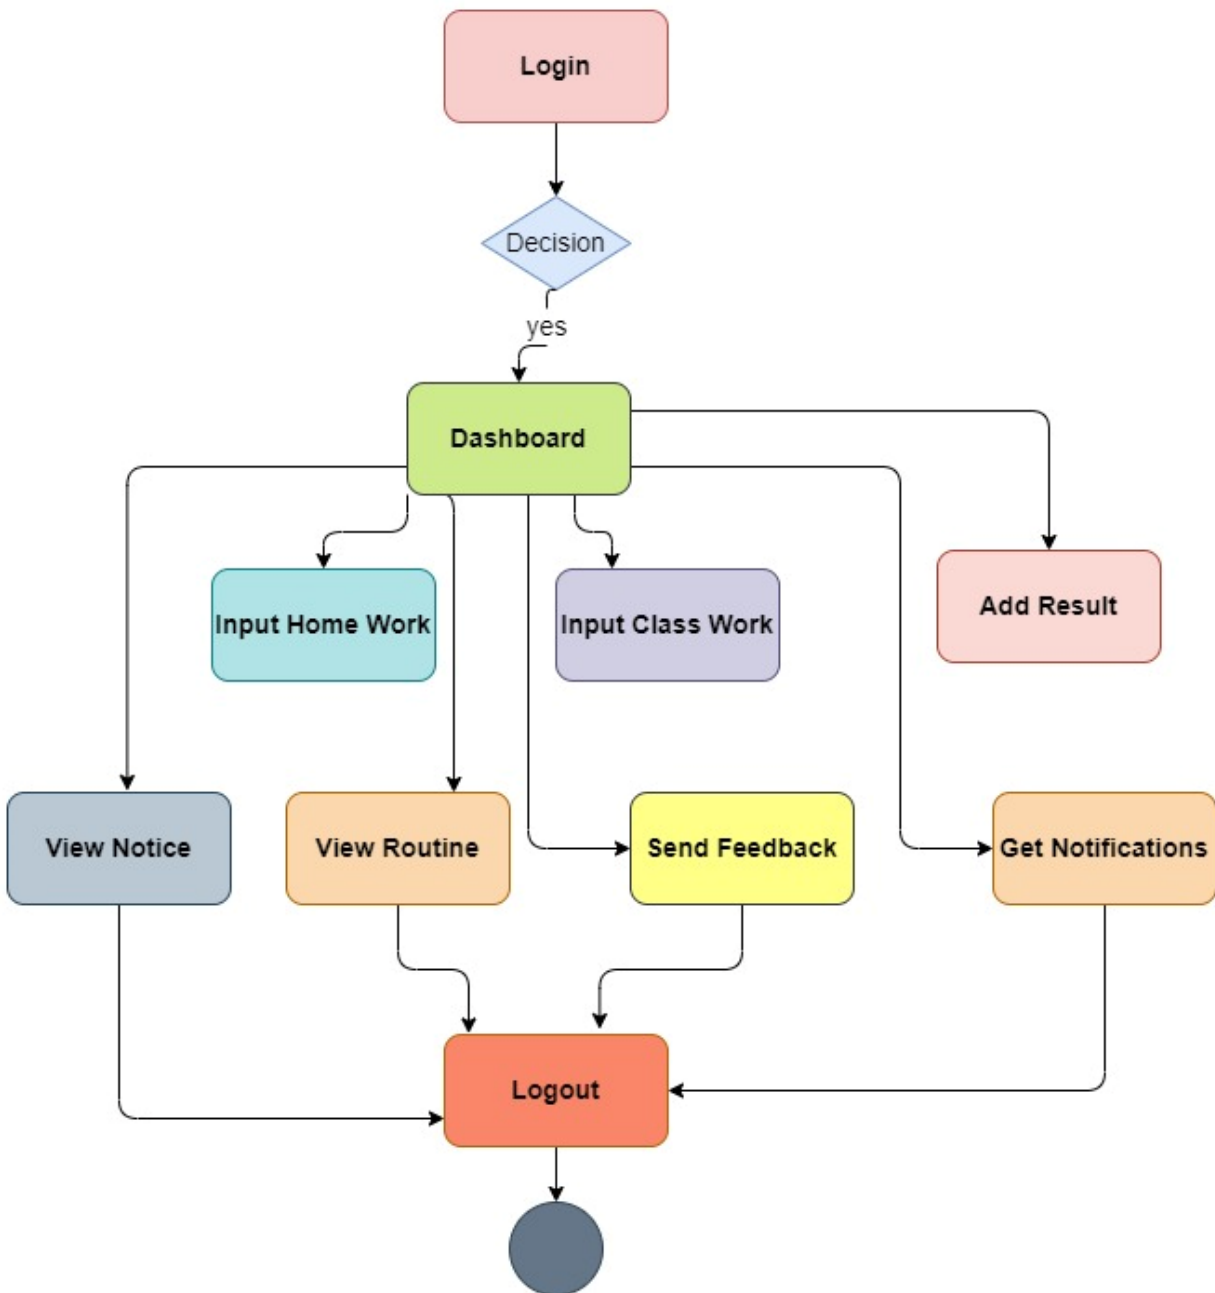 Login
Decision
yes
Dashboard
Input Home Work
Input Class Work
Add Result
View Notice
View Routine
Send Feedback
Get Notifications
Logout